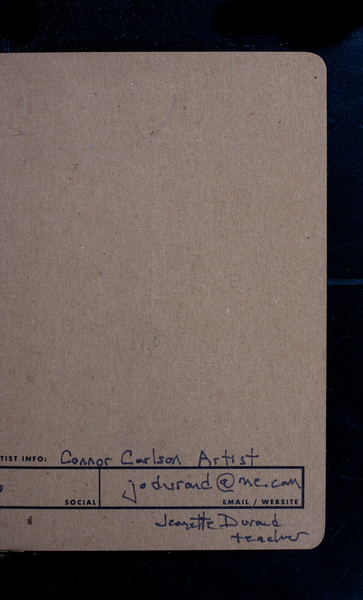 TIST INFO: Connor Carlson Artist
jodurand@me.com
SOCIAL EMAIL / WEBSITE
Jeanette Durand
teacher